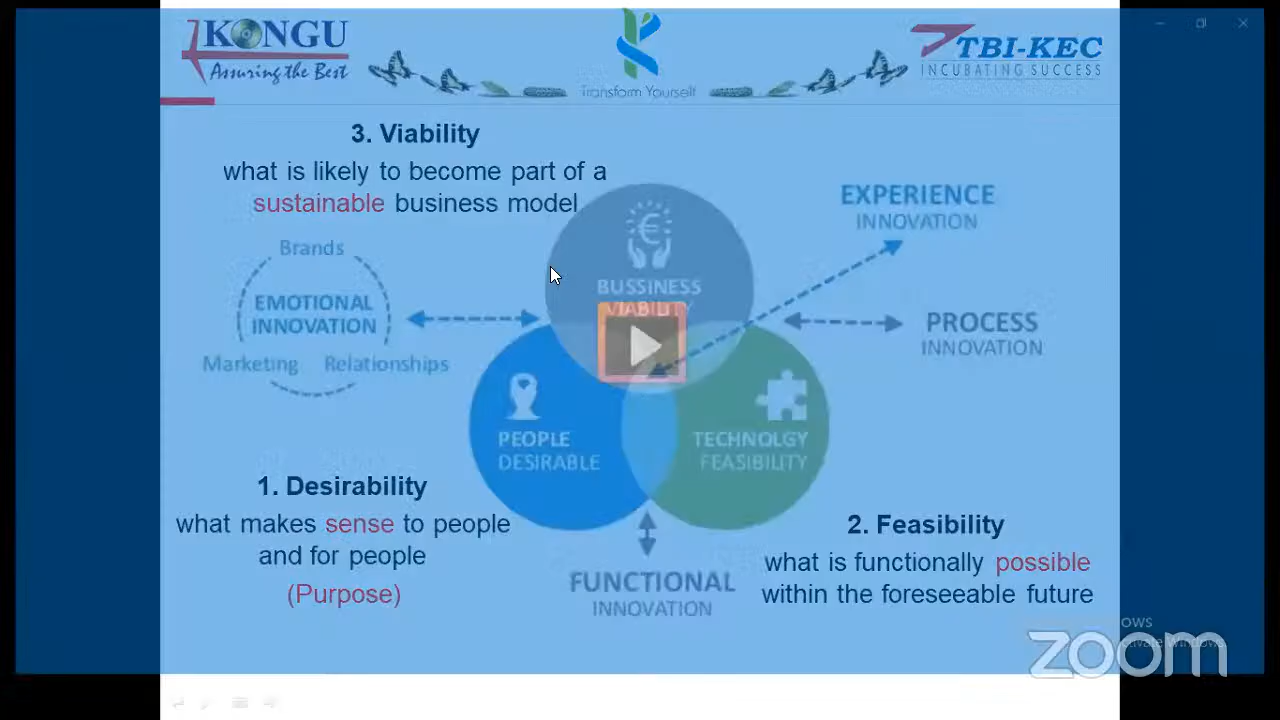 KONGU
Assuring the Best
Transform Yourself
TBI-KEC
INCUBATING SUCCESS
3. Viability
what is likely to become part of a
sustainable business model
EXPERIENCE
INNOVATION
Brands
EMOTIONAL
INNOVATION
Marketing Relationships
BUSSINESS
VIABILITY
PROCESS
INNOVATION
PEOPLE
DESIRABLE
TECHNOLGY
FEASIBILITY
1. Desirability
what makes sense to people
and for people
(Purpose)
2. Feasibility
what is functionally possible
within the foreseeable future
FUNCTIONAL
INNOVATION
zoom